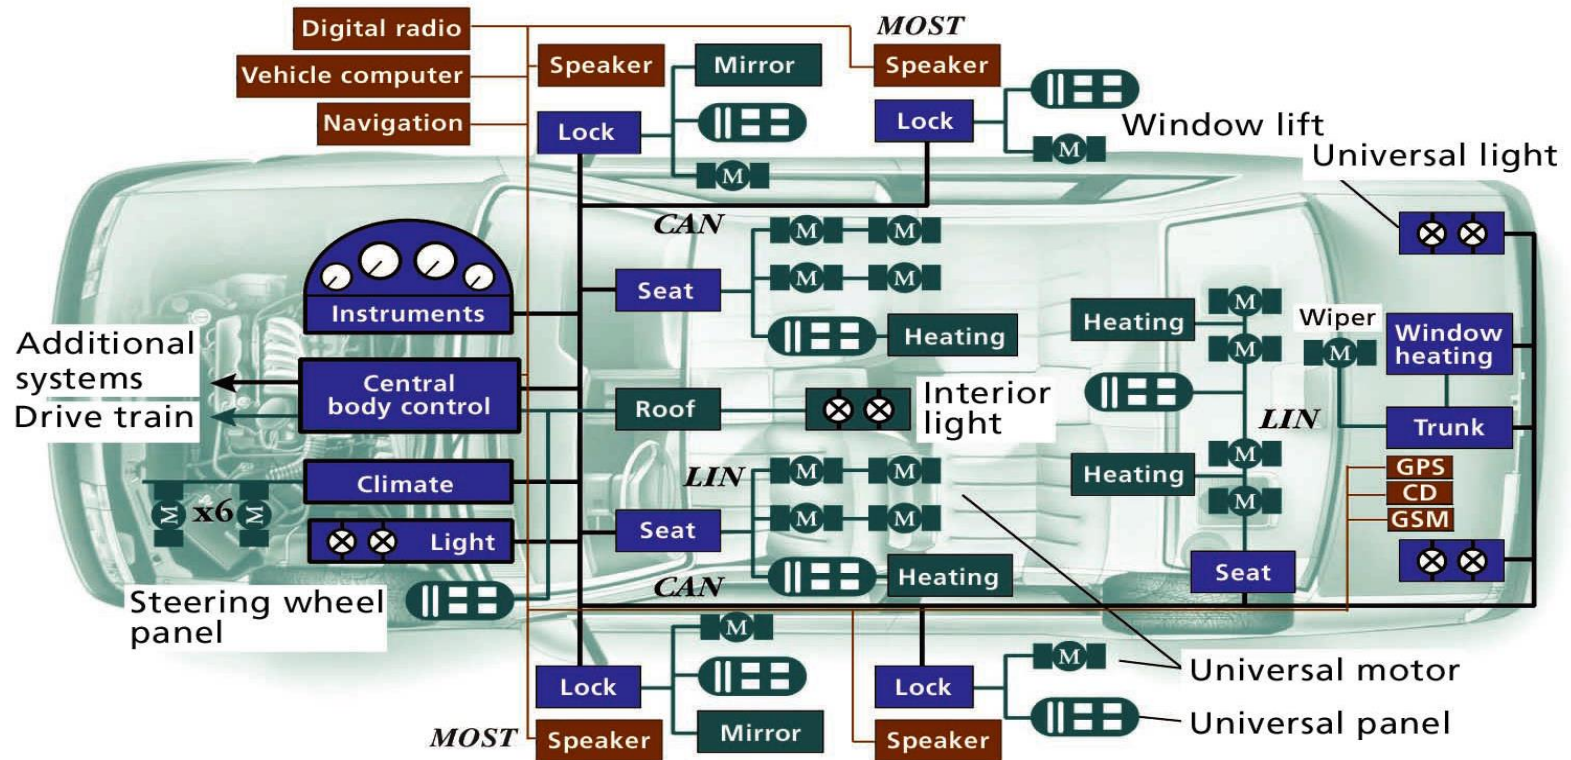 Digital radio
Vehicle computer
Navigation
Speaker
Mirror
MOST
Speaker
Lock
Lock
M
M
Window lift
Universal light
CAN
M
M
Seat
M
M
Heating
Instruments
Heating
M
M
Wiper
M
Window
heating
Additional
systems
Drive train
Central
body control
Roof
Interior
light
LIN
Trunk
LIN
M
M
Heating
M
M
GPS
CD
GSM
Climate
M
x6
M
Light
Seat
M
M
Heating
CAN
Seat
Steering wheel
panel
M
Lock
Mirror
MOST
Speaker
Lock
M
Speaker
Universal motor
Universal panel